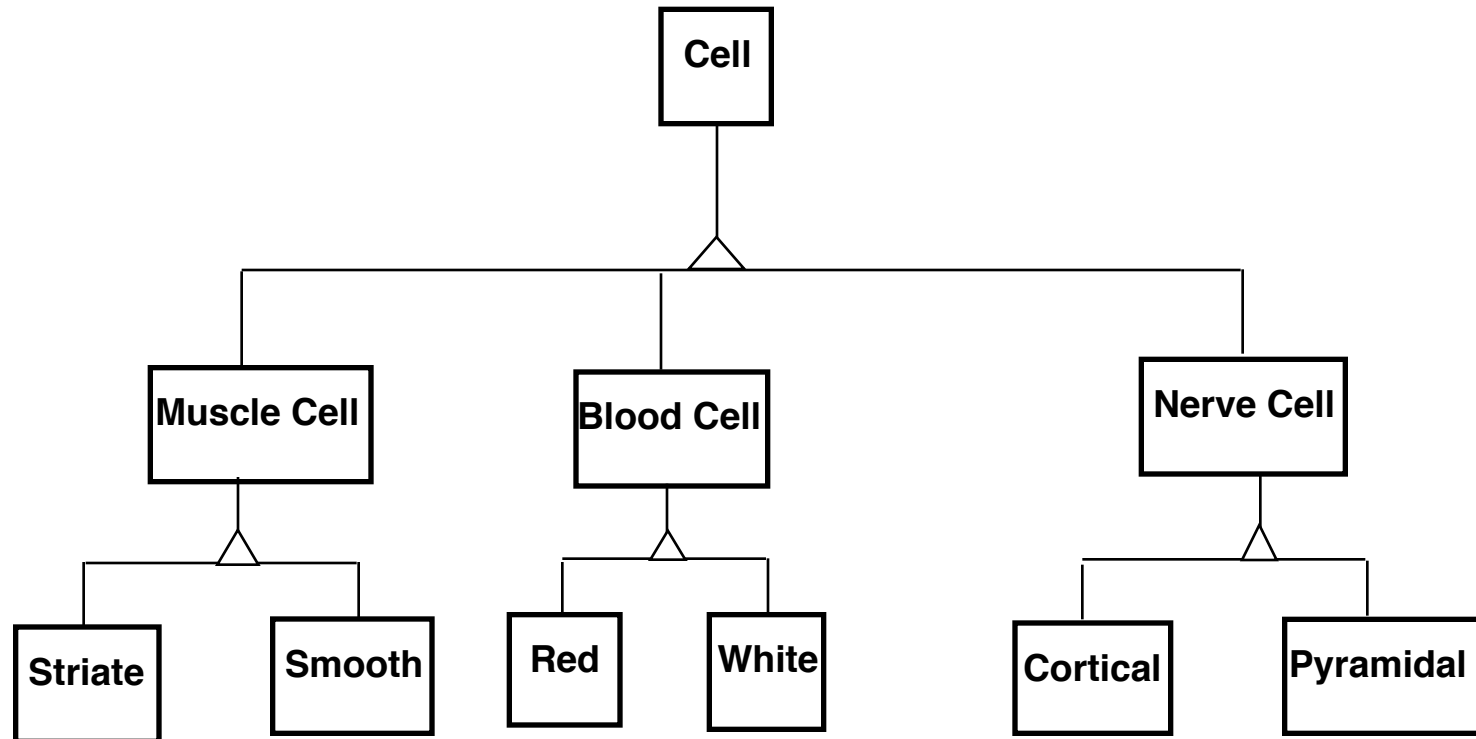 Cell
Muscle Cell
Blood Cell
Nerve Cell
Striate
Smooth
Red
White
Cortical
Pyramidal